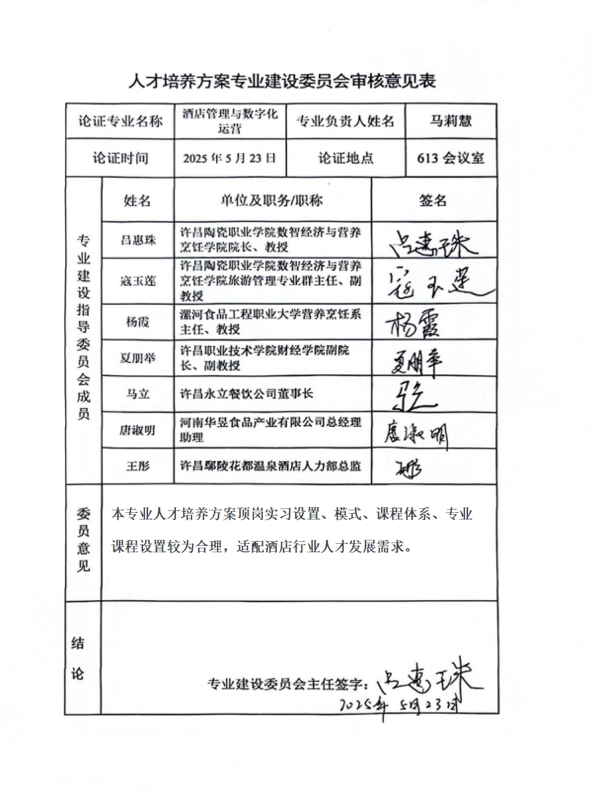 人才培养方案专业建设委员会审核意见表
论证专业名称
酒店管理与数字化
运营
专业负责人姓名
马莉慧
论证时间
2025 年 5 月 23 日
论证地点
613 会议室
专业建设指导委员会成员
姓名
单位及职务/职称
签名
吕惠珠
许昌陶瓷职业学院数智经济与营养
烹饪学院院长、教授
吕惠珠
寇玉莲
许昌陶瓷职业学院数智经济与营养
烹饪学院旅游管理专业群主任、副
教授
寇玉莲
杨霞
漯河食品工程职业大学营养烹饪系
主任、教授
杨霞
夏朋举
许昌职业技术学院财经学院副院
长、副教授
夏朋举
马立
许昌永立餐饮公司董事长
马立
唐淑明
河南华昱食品产业有限公司总经理
助理
唐淑明
王彤
许昌鄢陵花都温泉酒店人力部总监
王彤
委员意见
本专业人才培养方案顶岗实习设置、模式、课程体系、专业
课程设置较为合理，适配酒店行业人才发展需求。
结论
专业建设委员会主任签字：吕惠珠
2025年 5月23日